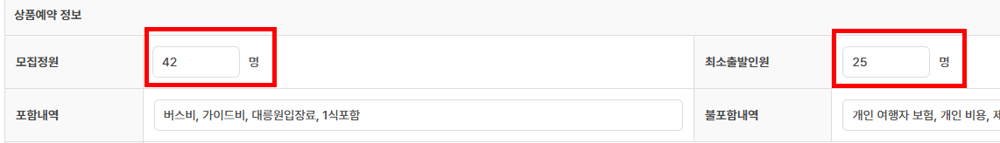 상품예약 정보
모집정원 42 명 최소출발인원 25 명
포함내역 버스비, 가이드비, 대릉원입장료, 1식포함 불포함내역 개인 여행자 보험, 개인 비용,